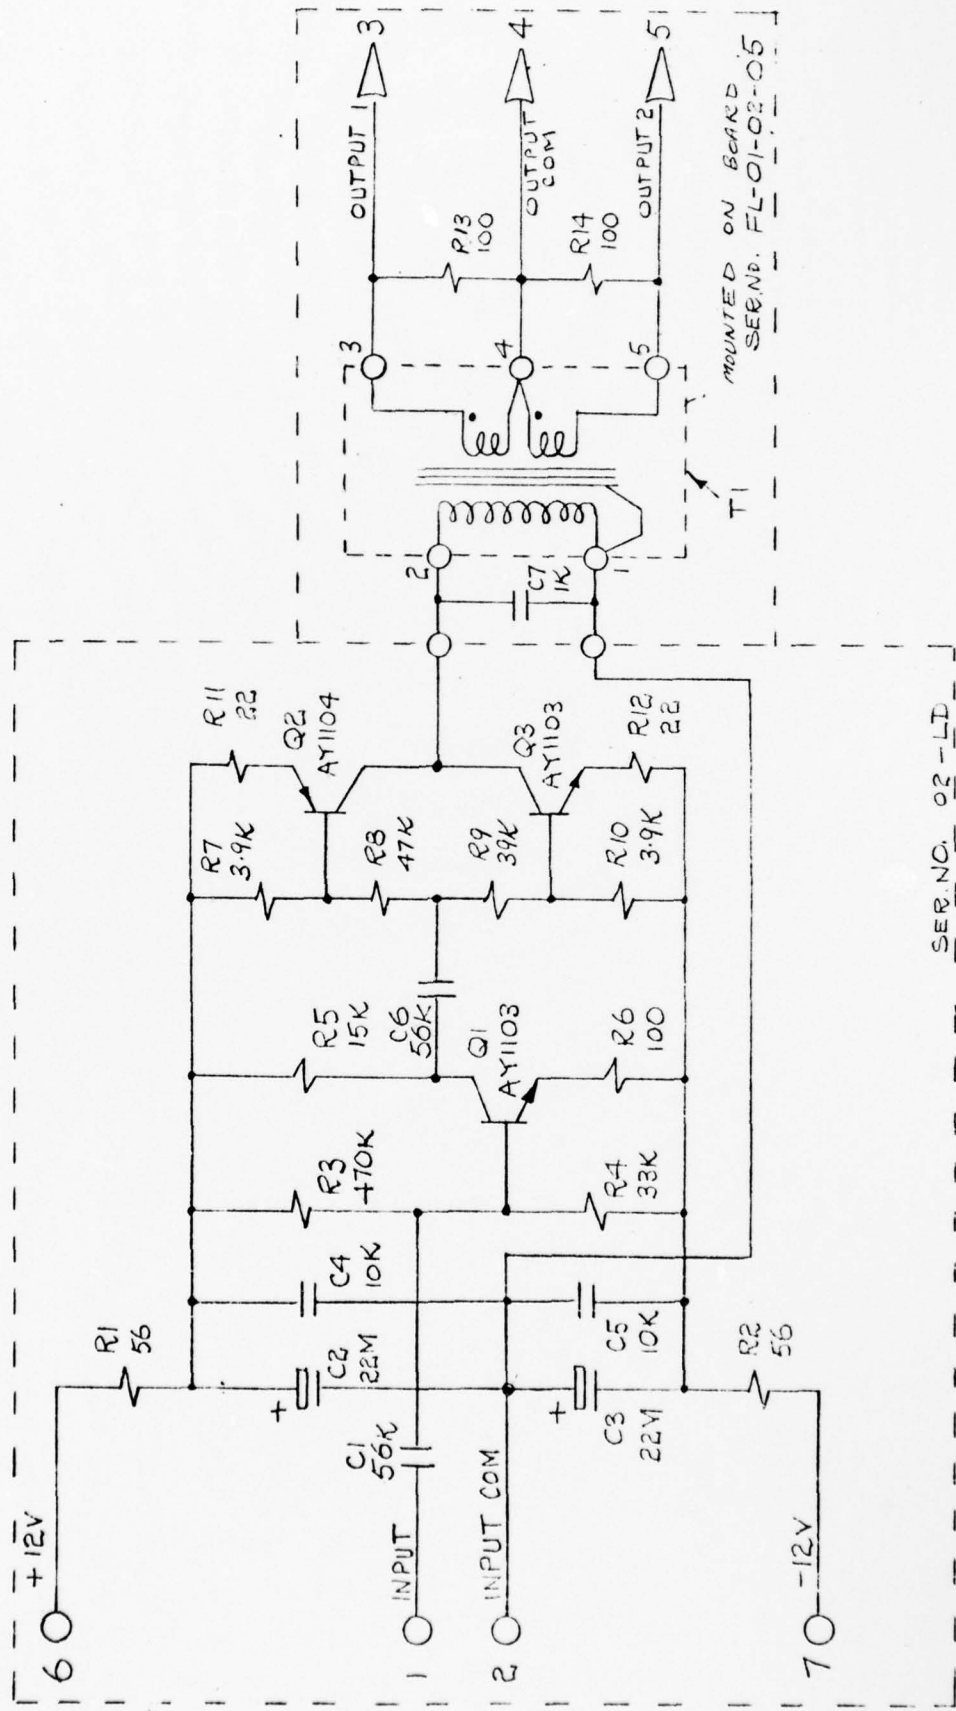 6
+12V
R1
56
1
INPUT
C1
56K
2
INPUT COM
7
-12V
R2
56
+
C2
22M
+
C3
22M
C4
10K
C5
10K
R3
470K
R4
33K
R5
15K
C6
56K
Q1
AY1103
R6
100
R7
3.9K
R8
47K
R9
39K
R10
3.9K
R11
22
Q2
AY1104
Q3
AY1103
R12
22
SER.NO. 02-LD
2
C7
1K
1
T1
3
4
5
R13
100
R14
100
OUTPUT 1
3
OUTPUT
COM
4
OUTPUT 2
5
MOUNTED ON BOARD
SER.NO. FL-01-02-05